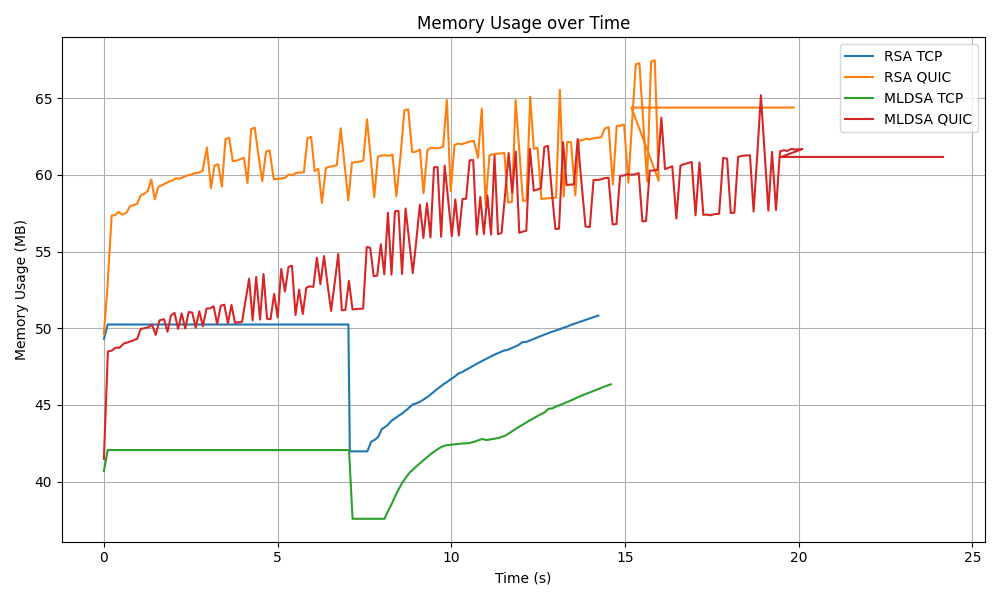 Memory Usage over Time
RSA TCP
RSA QUIC
MLDSA TCP
MLDSA QUIC
Memory Usage (MB)
65
60
55
50
45
40
0 5 10 15 20 25
Time (s)